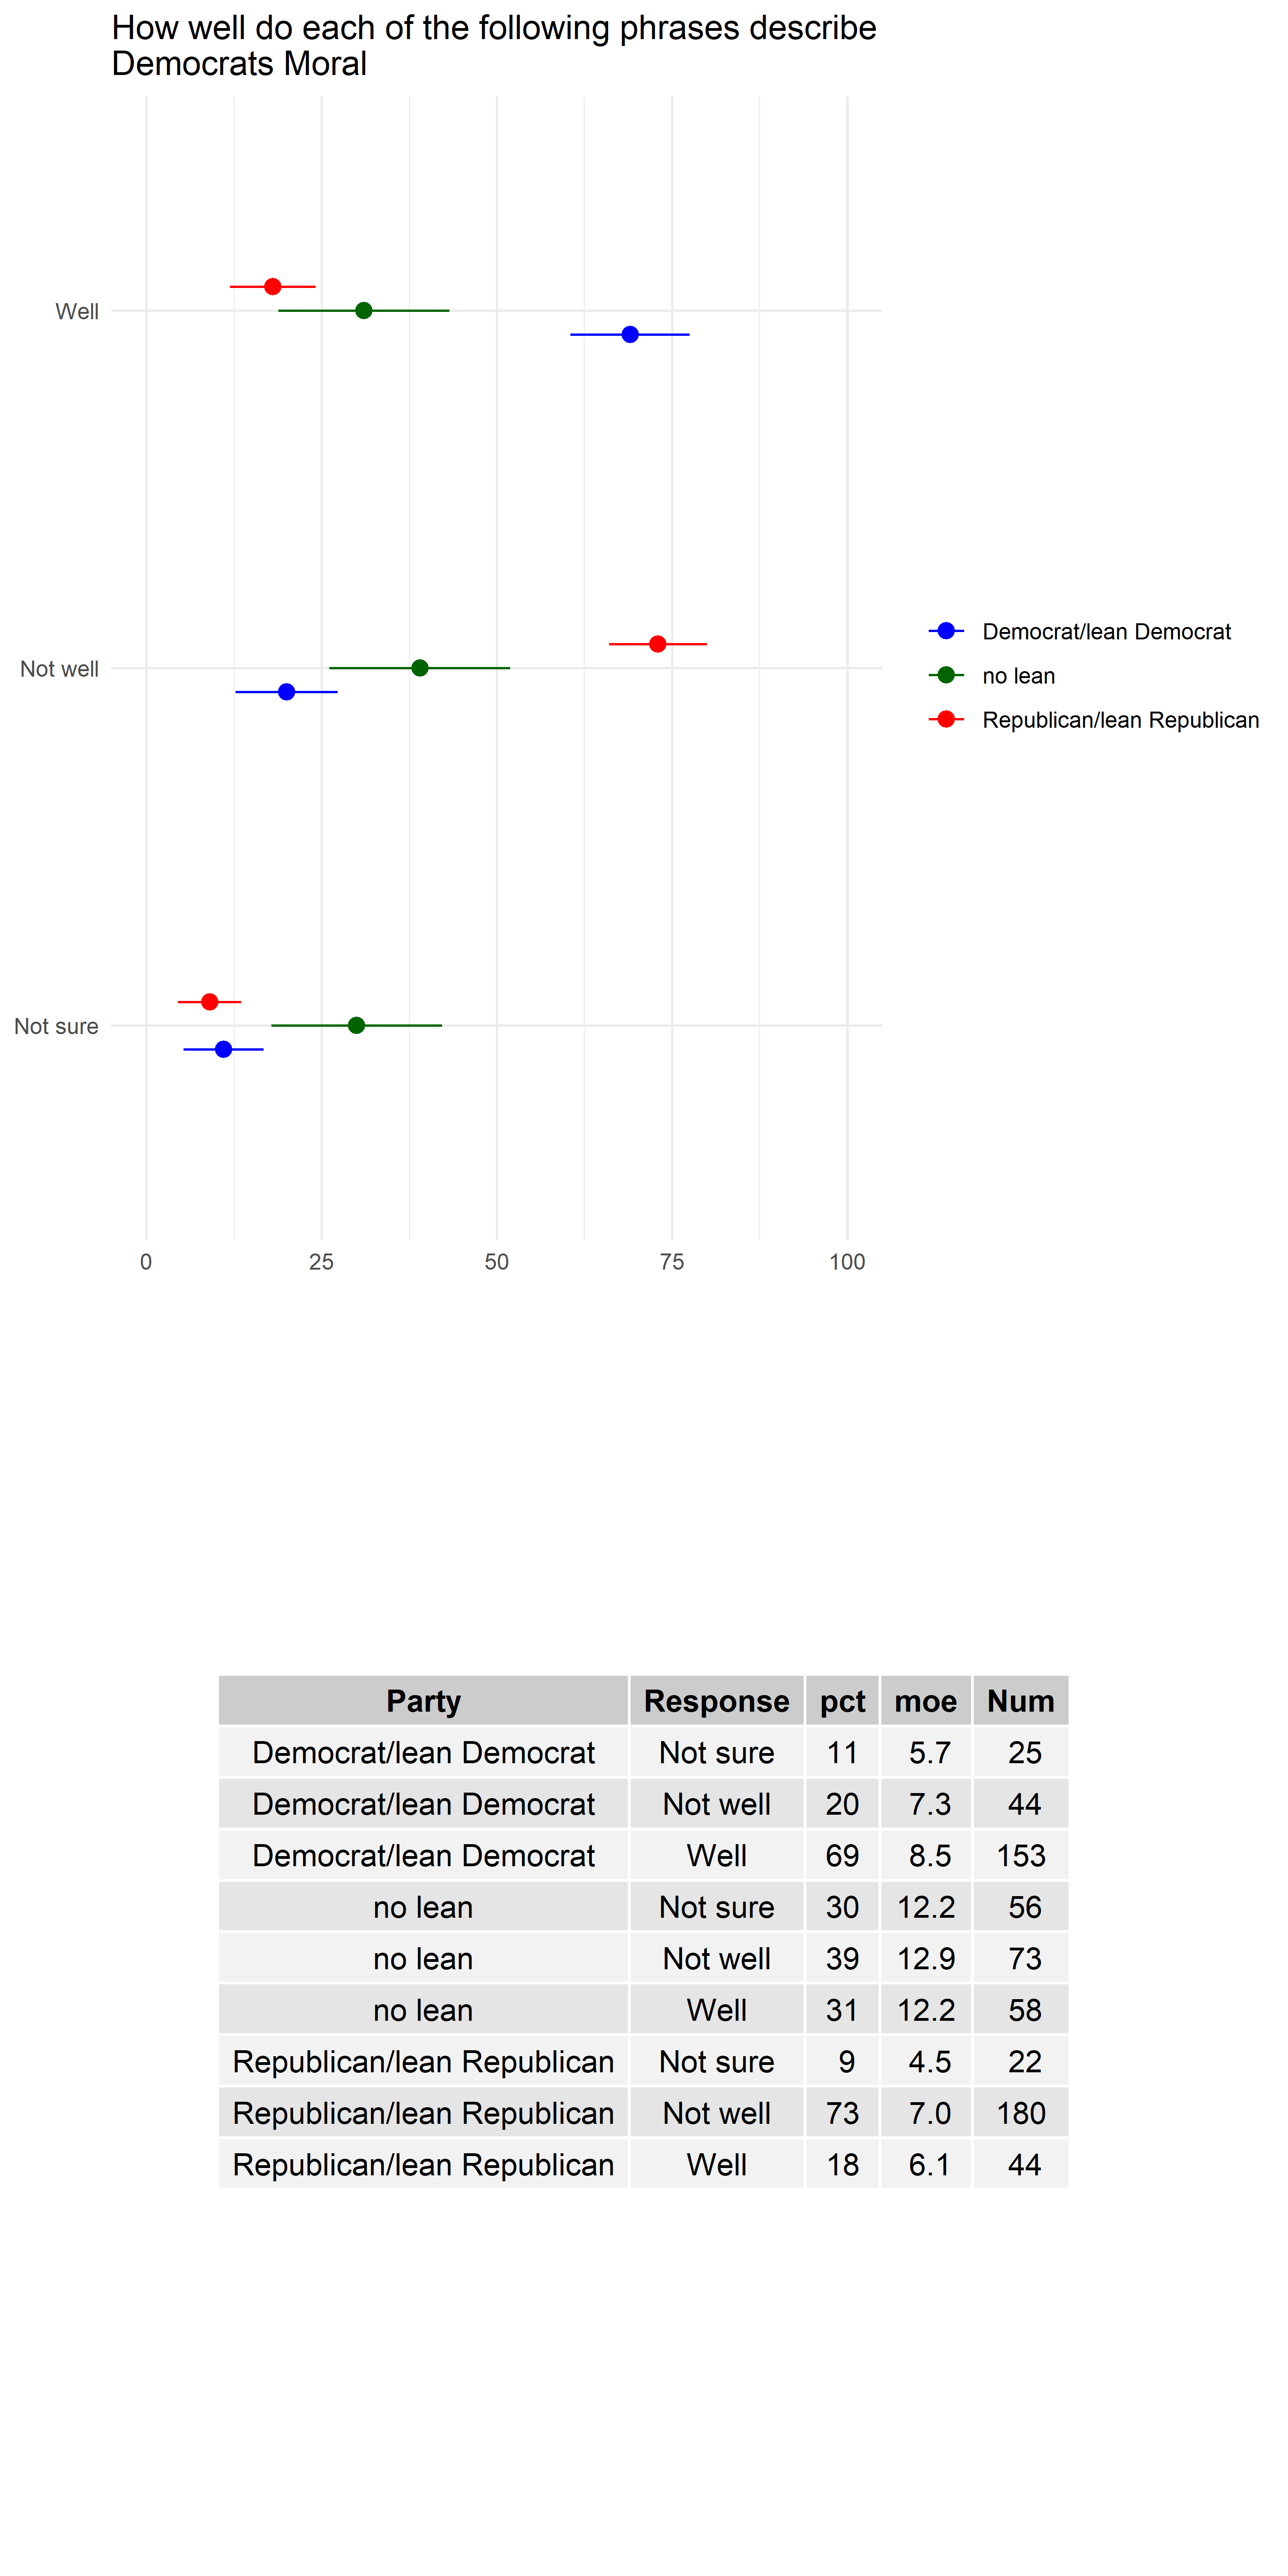 How well do each of the following phrases describe
Democrats Moral
Well
Not well
Not sure
0 25 50 75 100
Democrat/lean Democrat
no lean
Republican/lean Republican
Party Response pct moe Num
Democrat/lean Democrat Not sure 11 5.7 25
Democrat/lean Democrat Not well 20 7.3 44
Democrat/lean Democrat Well 69 8.5 153
no lean Not sure 30 12.2 56
no lean Not well 39 12.9 73
no lean Well 31 12.2 58
Republican/lean Republican Not sure 9 4.5 22
Republican/lean Republican Not well 73 7.0 180
Republican/lean Republican Well 18 6.1 44